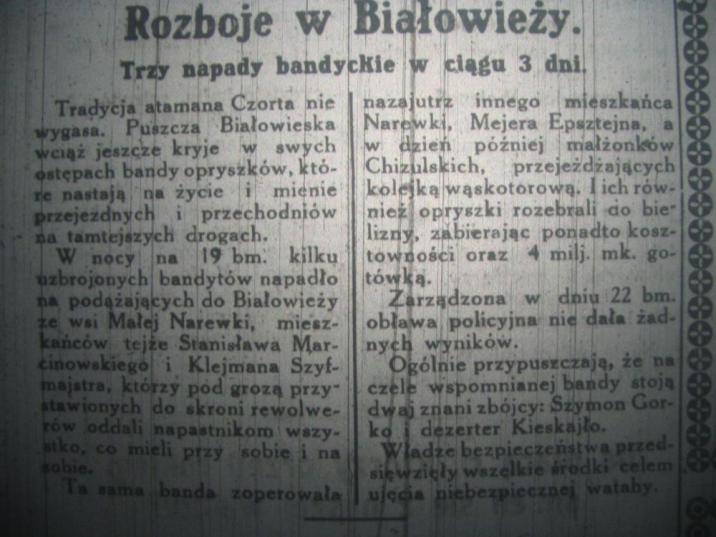 Rozboje w Białowieży.
Trzy napady bandyckie w ciągu 3 dni.
Tradycja atamana Czorta nie
wygasa. Puszcza Białowieska
wciąż jeszcze kryje w swych
ostępach bandy opryszków, któ-
re nastają na życie i mienie
przejezdnych i przechodniów
na tamtejszych drogach.
W nocy na 19 bm. kilku
uzbrojonych bandytów napadło
na podążających do Białowieży
ze wsi Małej Narewki, miesz-
kańców tejże Stanisława Mar-
cinowskiego i Klejmana Szyf-
majstra, którzy pod grozą przy-
stawionych do skroni rewolwe-
rów oddali napastnikom wszy-
stko, co mieli przy sobie i na
sobie.
Ta sama banda zoperowała
nazajutrz innego mieszkańca
Narewki, Mejera Epsztejna, a
w dzień później małżonków
Chizulskich, przejeżdżających
kolejką wąskotorową. I ich rów-
nież opryszki rozebrali do bie-
lizny, zabierając ponadto kosz-
towności oraz 4 milj. mk. go-
tówką.
Zarządzona w dniu 22 bm.
obława policyjna nie dała żad-
nych wyników.
Ogólnie przypuszczają, że na
czele wspomnianej bandy stoją
dwaj znani zbójcy: Szymon Gor-
ko i dezerter Kieskajło.
Władze bezpieczeństwa przed-
sięwzięły wszelkie środki celem
ujęcia niebezpiecznej watahy.